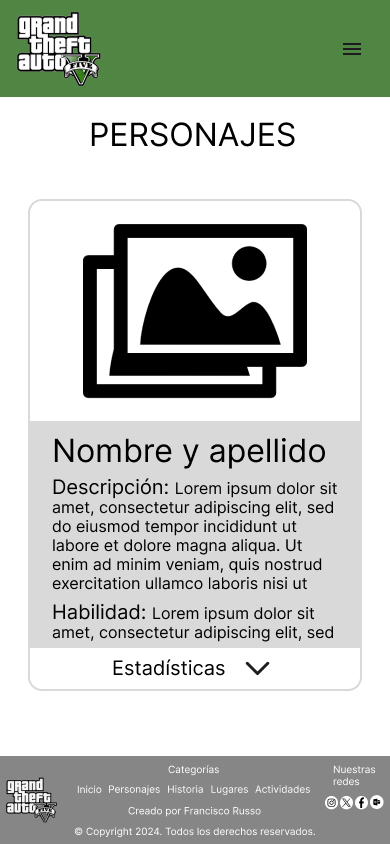 grand
theft
auto
FIVE
PERSONAJES
Nombre y apellido
Descripción: Lorem ipsum dolor sit
amet, consectetur adipiscing elit, sed
do eiusmod tempor incididunt ut
labore et dolore magna aliqua. Ut
enim ad minim veniam, quis nostrud
exercitation ullamco laboris nisi ut
Habilidad: Lorem ipsum dolor sit
amet, consectetur adipiscing elit, sed
Estadísticas
grand
theft
auto
FIVE
Categorías
Inicio Personajes Historia Lugares Actividades
Creado por Francisco Russo
© Copyright 2024. Todos los derechos reservados.
Nuestras
redes